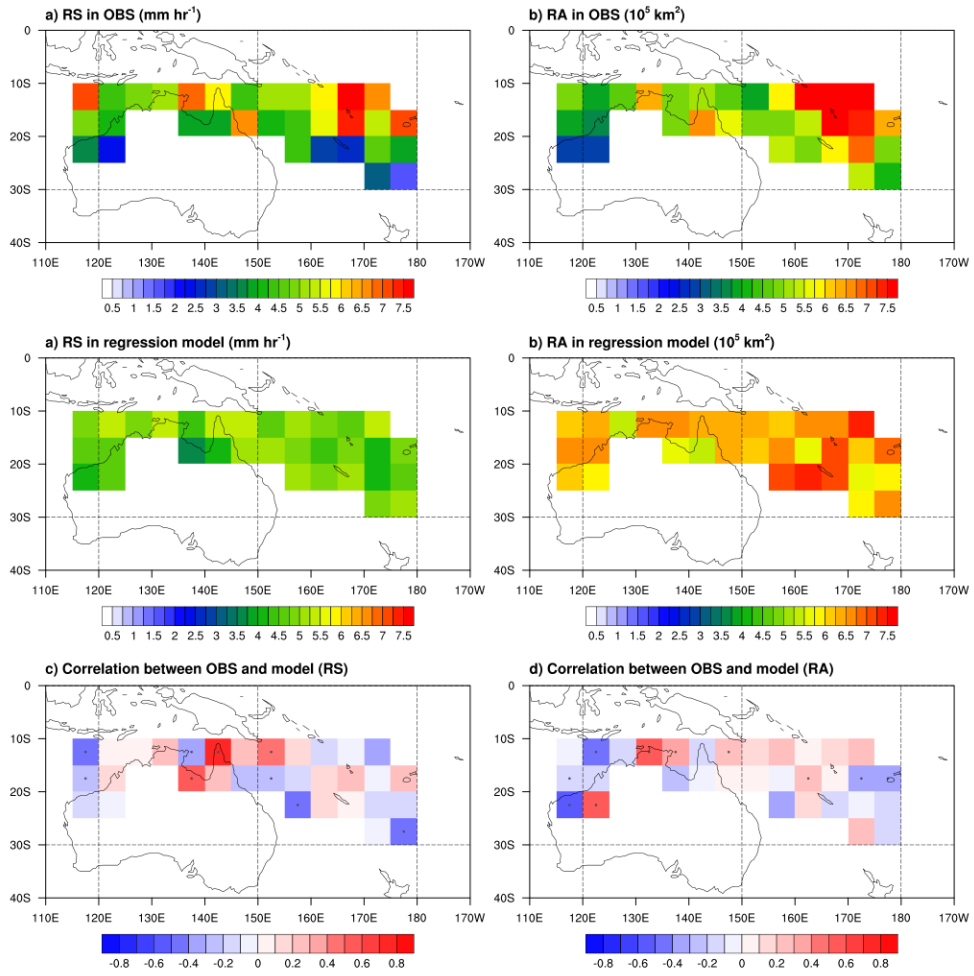 a) RS in OBS (mm hr⁻¹)
0
10S
20S
30S
40S
110E 120E 130E 140E 150E 160E 170E 180 170W
0.5 1 1.5 2 2.5 3 3.5 4 4.5 5 5.5 6 6.5 7 7.5
b) RA in OBS (10⁵ km²)
0
10S
20S
30S
40S
110E 120E 130E 140E 150E 160E 170E 180 170W
0.5 1 1.5 2 2.5 3 3.5 4 4.5 5 5.5 6 6.5 7 7.5
a) RS in regression model (mm hr⁻¹)
0
10S
20S
30S
40S
110E 120E 130E 140E 150E 160E 170E 180 170W
0.5 1 1.5 2 2.5 3 3.5 4 4.5 5 5.5 6 6.5 7 7.5
b) RA in regression model (10⁵ km²)
0
10S
20S
30S
40S
110E 120E 130E 140E 150E 160E 170E 180 170W
0.5 1 1.5 2 2.5 3 3.5 4 4.5 5 5.5 6 6.5 7 7.5
c) Correlation between OBS and model (RS)
0
10S
20S
30S
40S
110E 120E 130E 140E 150E 160E 170E 180 170W
-0.8 -0.6 -0.4 -0.2 0 0.2 0.4 0.6 0.8
d) Correlation between OBS and model (RA)
0
10S
20S
30S
40S
110E 120E 130E 140E 150E 160E 170E 180 170W
-0.8 -0.6 -0.4 -0.2 0 0.2 0.4 0.6 0.8